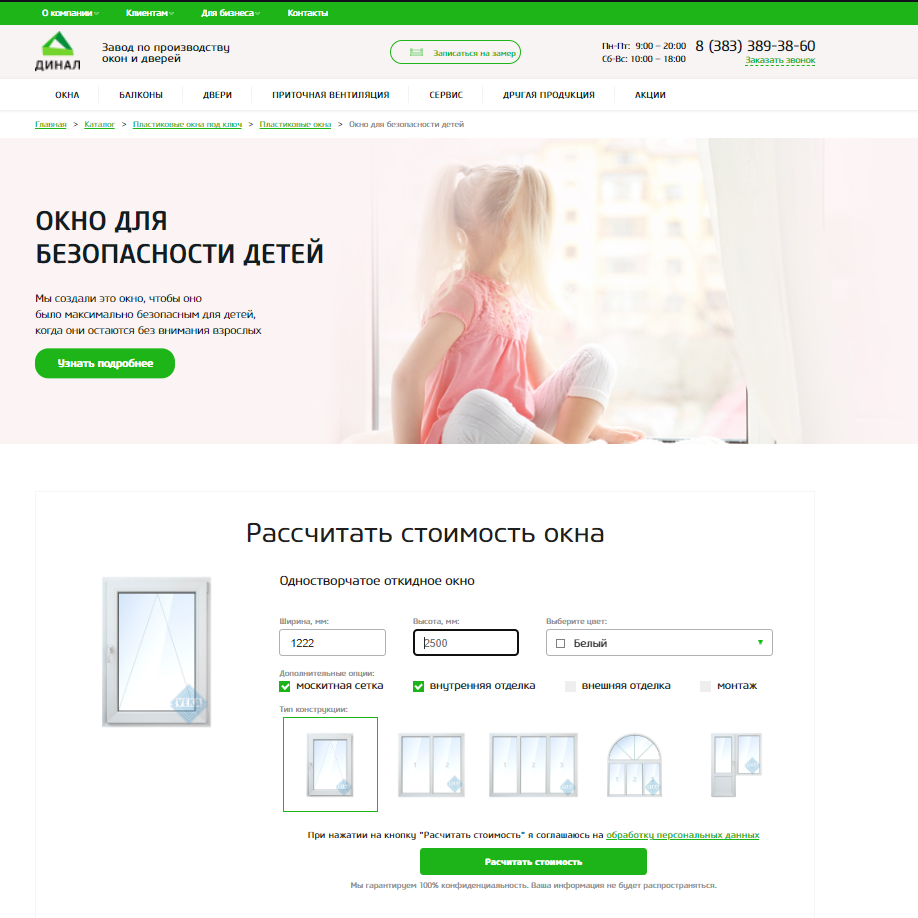 О компании Клиентам Для бизнеса Контакты
ДИНАЛ
Завод по производству
окон и дверей
Записаться на замер
Пн-Пт: 9:00 – 20:00
Сб-Вс: 10:00 – 18:00
8 (383) 389-38-60
Заказать звонок
ОКНА БАЛКОНЫ ДВЕРИ ПРИТОЧНАЯ ВЕНТИЛЯЦИЯ СЕРВИС ДРУГАЯ ПРОДУКЦИЯ АКЦИИ
Главная > Каталог > Пластиковые окна под ключ > Пластиковые окна > Окно для безопасности детей
ОКНО ДЛЯ
БЕЗОПАСНОСТИ ДЕТЕЙ
Мы создали это окно, чтобы оно
было максимально безопасным для детей,
когда они остаются без внимания взрослых
Узнать подробнее
Рассчитать стоимость окна
Одностворчатое откидное окно
Ширина, мм: Высота, мм: Выберите цвет:
1222 2500 Белый
Дополнительные опции:
москитная сетка внутренняя отделка внешняя отделка монтаж
VEKA
Тип конструкции:
1 2 1 2 3 1 2
При нажатии на кнопку "Расчитать стоимость" я соглашаюсь на обработку персональных данных
Расчитать стоимость
Мы гарантируем 100% конфиденциальность. Ваша информация не будет распространяться.